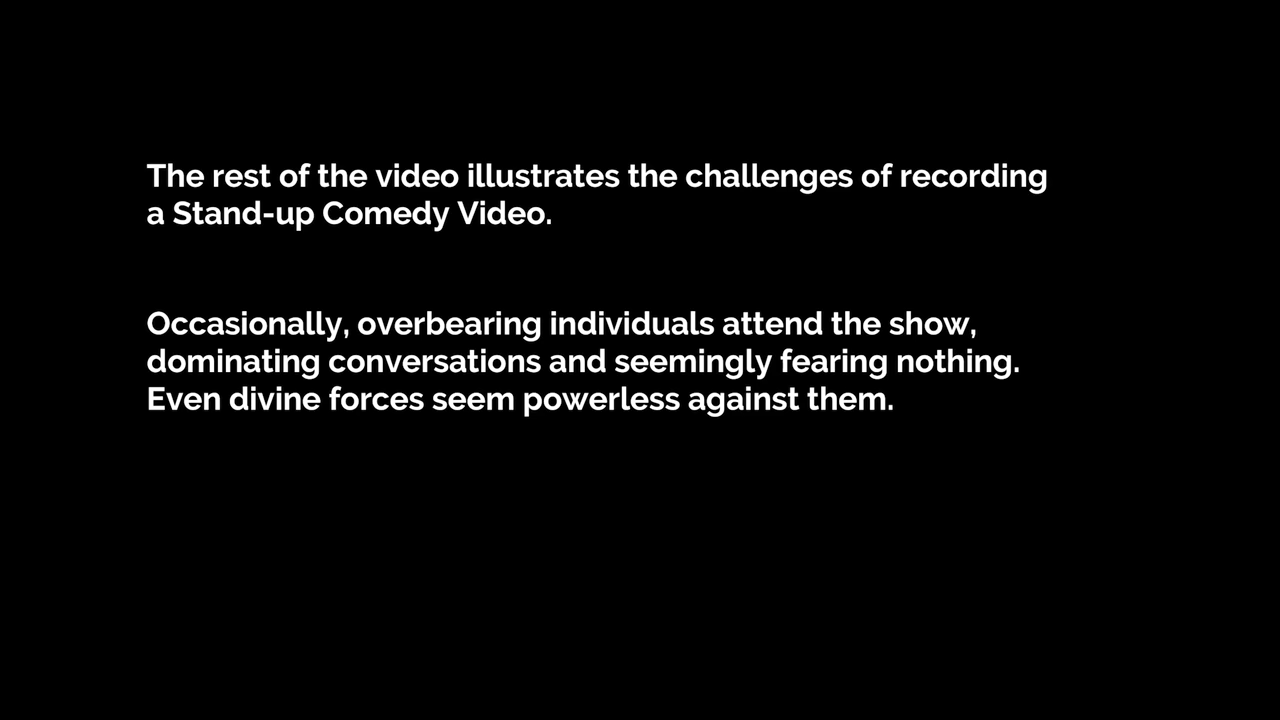 The rest of the video illustrates the challenges of recording
a Stand-up Comedy Video.
Occasionally, overbearing individuals attend the show,
dominating conversations and seemingly fearing nothing.
Even divine forces seem powerless against them.